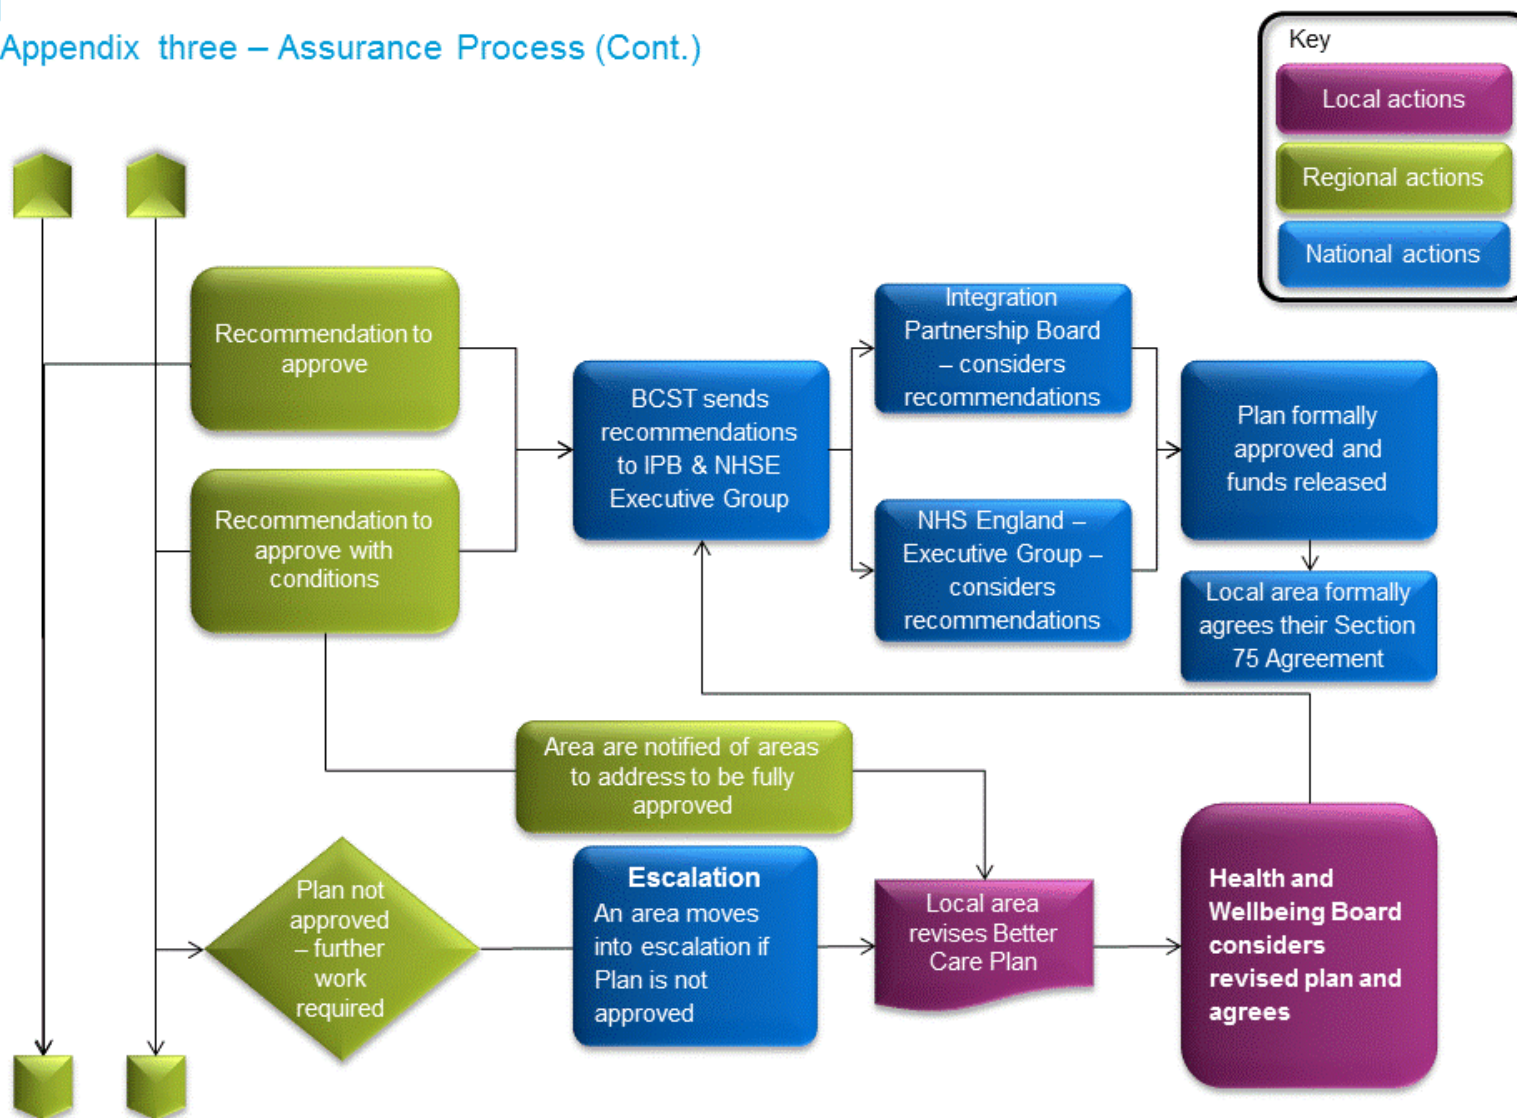 Appendix three – Assurance Process (Cont.)
Key
Local actions
Regional actions
National actions
Recommendation to
approve
Recommendation to
approve with
conditions
BCST sends
recommendations
to IPB & NHSE
Executive Group
Integration
Partnership Board
– considers
recommendations
NHS England –
Executive Group –
considers
recommendations
Plan formally
approved and
funds released
Local area formally
agrees their Section
75 Agreement
Area are notified of areas
to address to be fully
approved
Plan not
approved
– further
work
required
Escalation
An area moves
into escalation if
Plan is not
approved
Local area
revises Better
Care Plan
Health and
Wellbeing Board
considers
revised plan and
agrees